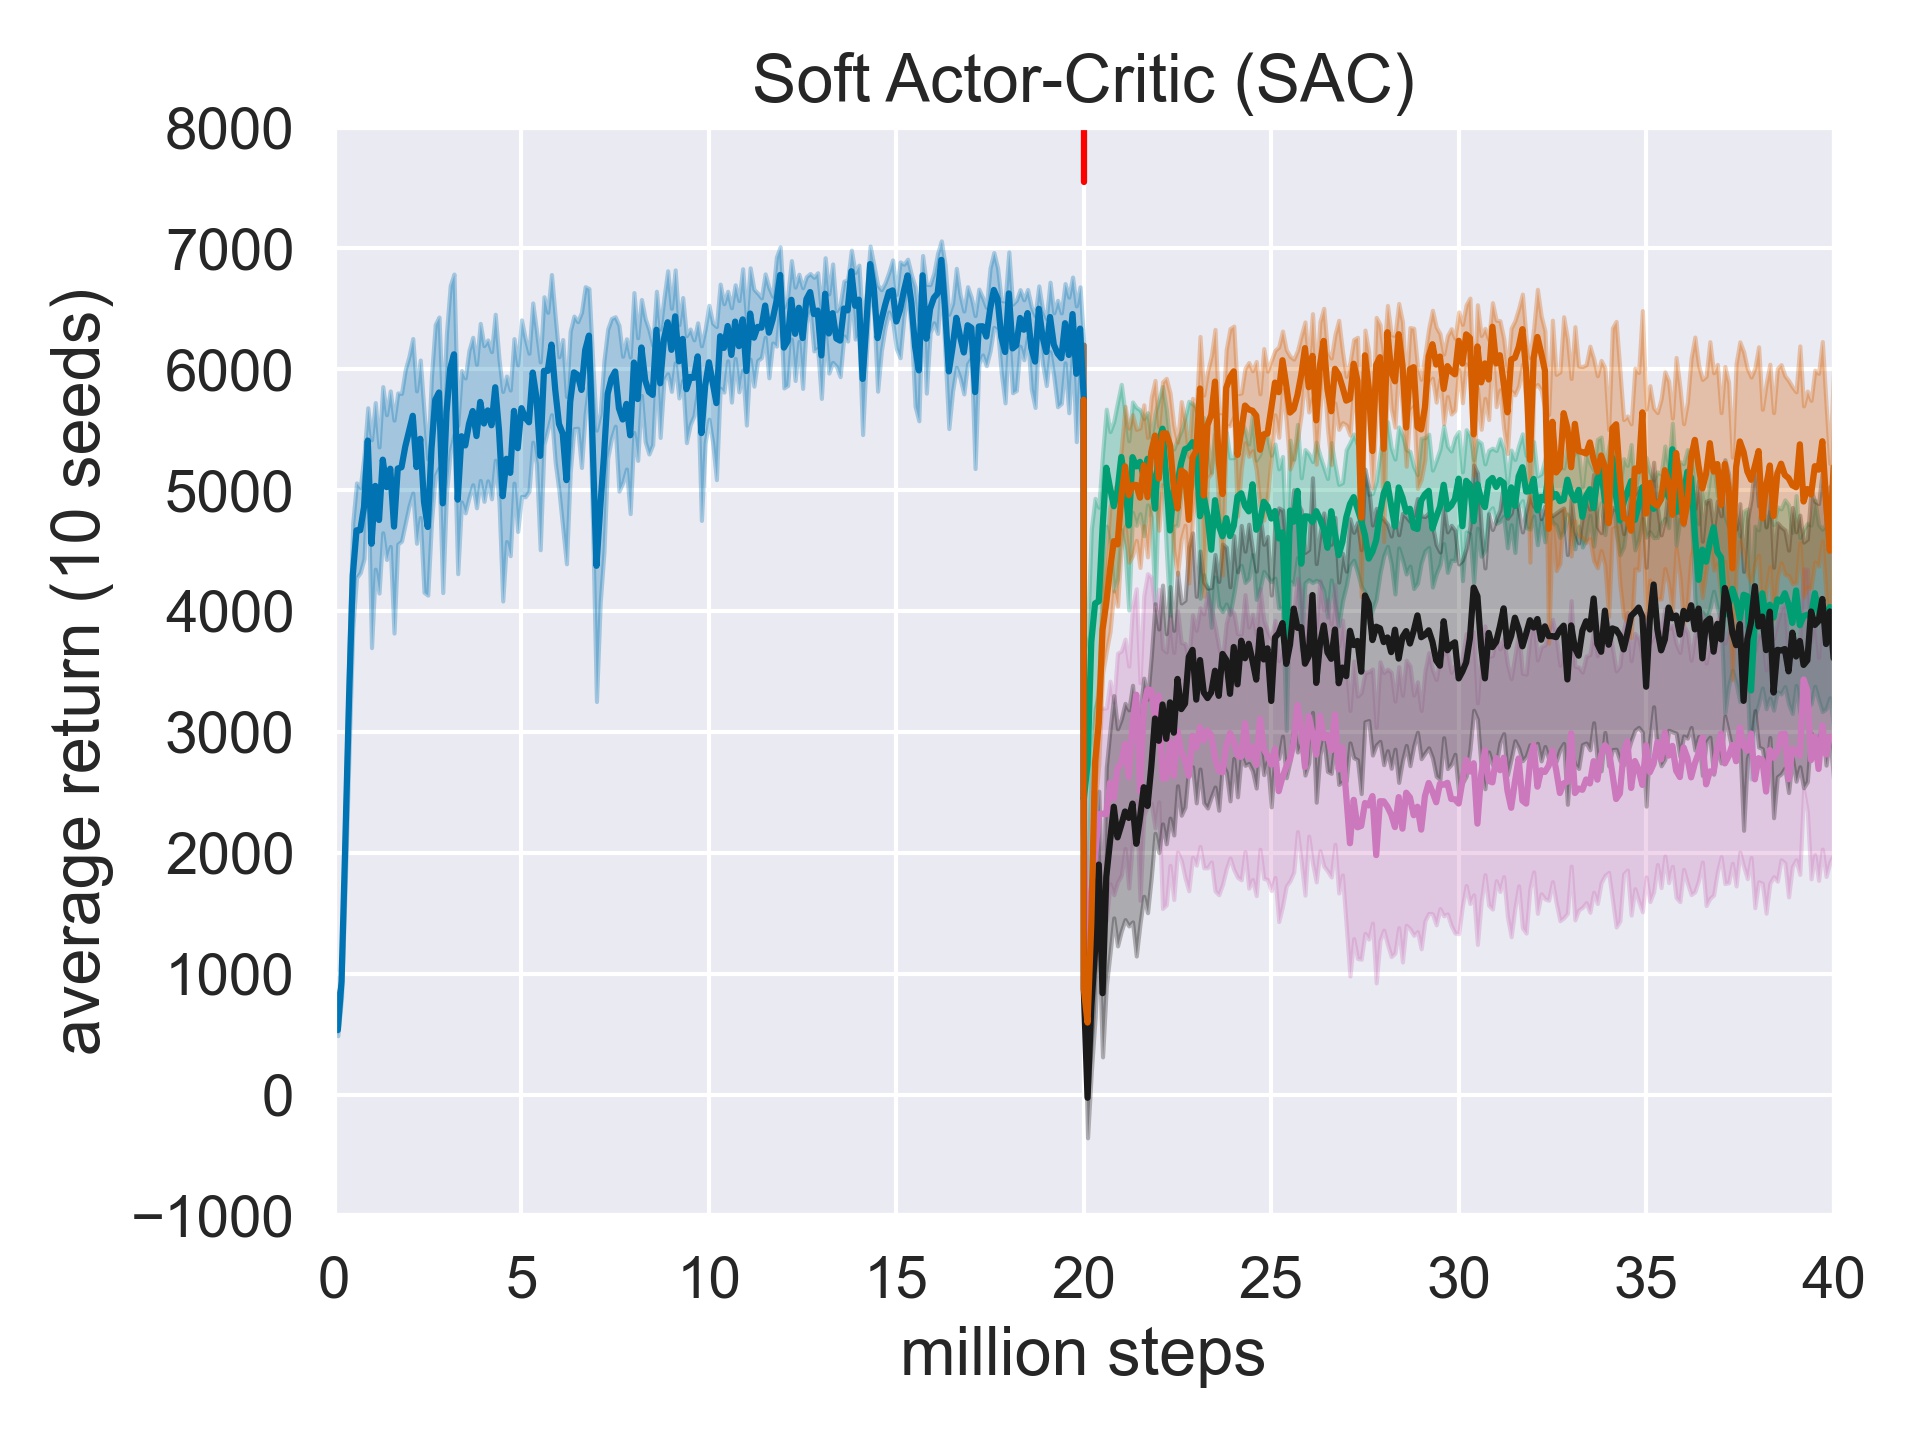 Soft Actor-Critic (SAC)
8000
7000
6000
5000
4000
3000
2000
1000
0
−1000
average return (10 seeds)
0 5 10 15 20 25 30 35 40
million steps